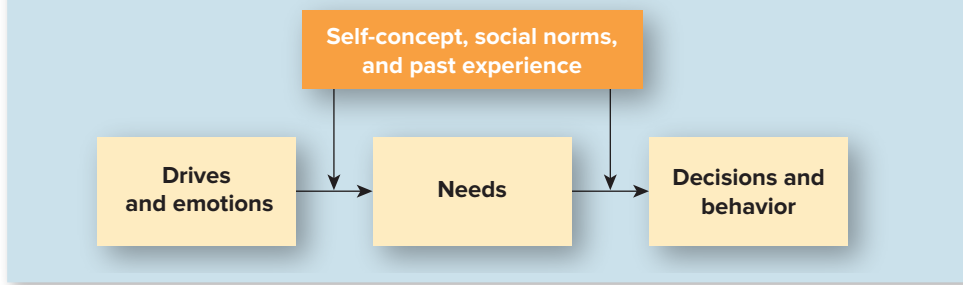 Self-concept, social norms,
and past experience
Drives
and emotions
Needs
Decisions and
behavior